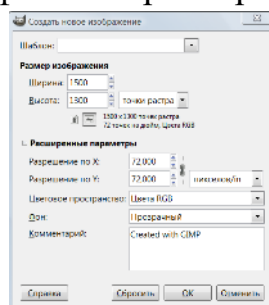 Создать новое изображение
Шаблон:
Размер изображения
Ширина: 1500
Высота: 1300 точки растра
1500 x 1300 точек растра
72 точек на дюйм, Цвета RGB
Расширенные параметры
Разрешение по X: 72,000
Разрешение по Y: 72,000 пикселов/in
Цветовое пространство: Цвета RGB
Фон: Прозрачный
Комментарий: Created with GIMP
Справка Сбросить OK Отменить